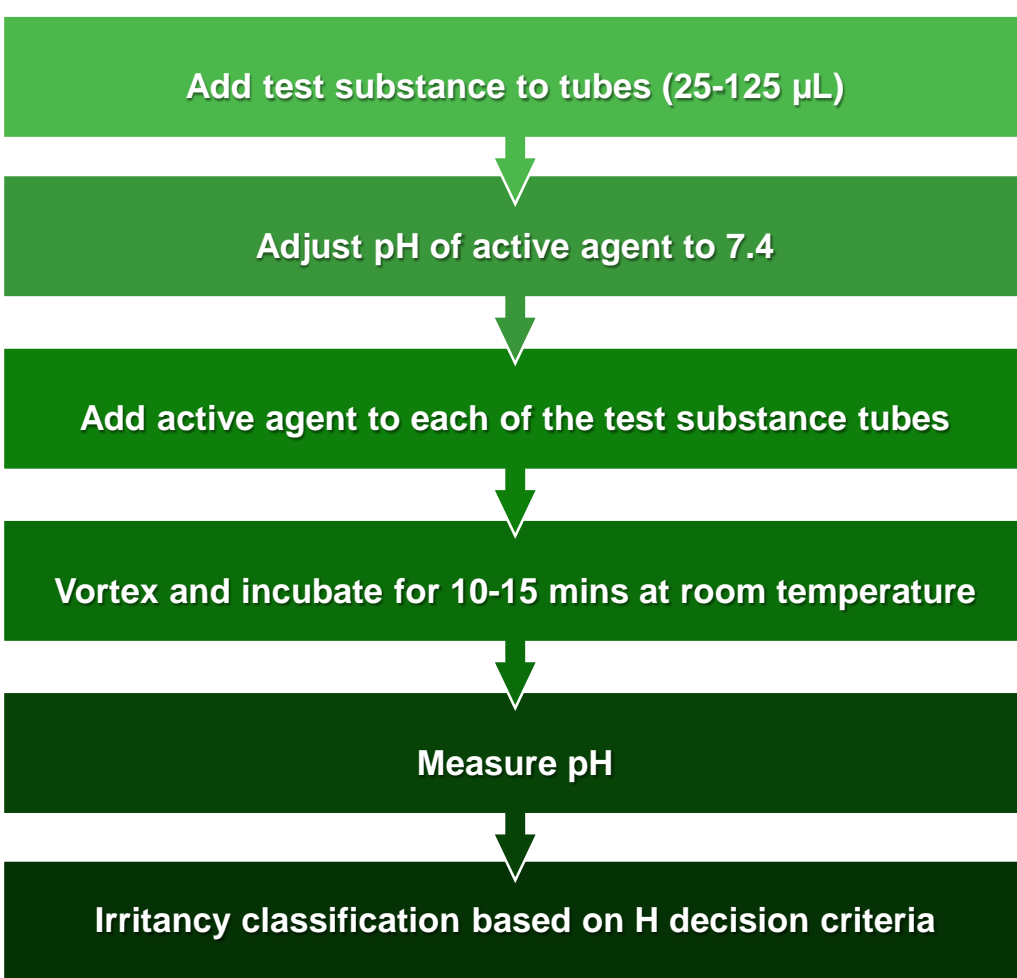 Add test substance to tubes (25-125 µL)
Adjust pH of active agent to 7.4
Add active agent to each of the test substance tubes
Vortex and incubate for 10-15 mins at room temperature
Measure pH
Irritancy classification based on H decision criteria